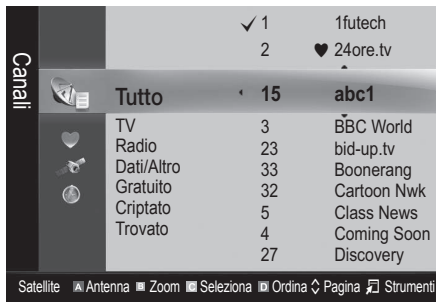 Canali
1 1futech
2 24ore.tv
Tutto 15 abc1
TV 3 BBC World
Radio 23 bid-up.tv
Dati/Altro 33 Boonerang
Gratuito 32 Cartoon Nwk
Criptato 5 Class News
Trovato 4 Coming Soon
27 Discovery
Satellite A Antenna B Zoom C Seleziona D Ordina Pagina Strumenti